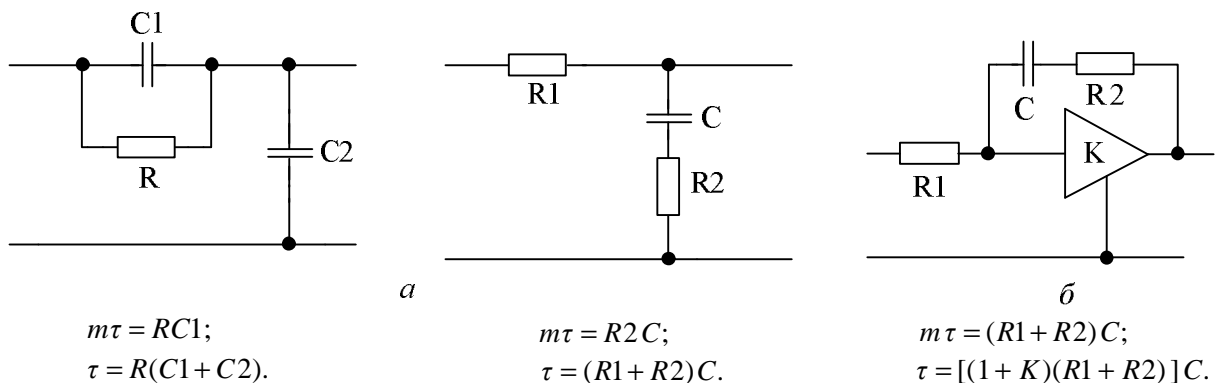 C1
R
C2
R1
C
R2
C
R2
K
R1
а
б
mτ = RC1;
τ = R(C1 + C2).
mτ = R2C;
τ = (R1 + R2)C.
mτ = (R1 + R2)C;
τ = [(1 + K)(R1 + R2)]C.